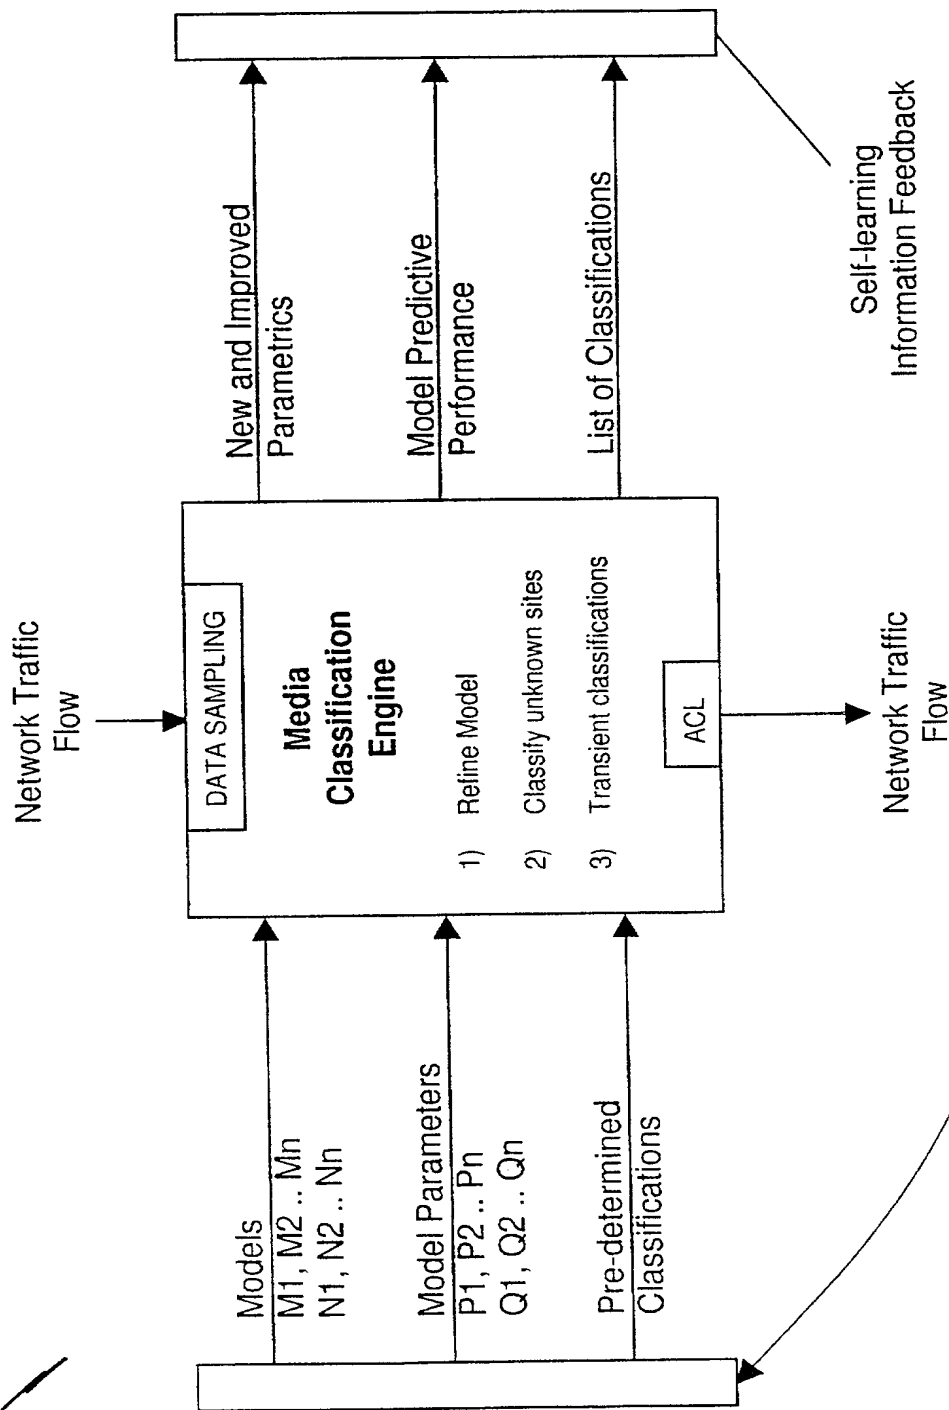 Network Traffic
Flow
DATA SAMPLING
Media
Classification
Engine
1) Refine Model
2) Classify unknown sites
3) Transient classifications
ACL
Network Traffic
Flow
Models
M1, M2 .. Mn
N1, N2 .. Nn
Model Parameters
P1, P2 .. Pn
Q1, Q2 .. Qn
Pre-determined
Classifications
New and Improved
Parametrics
Model Predictive
Performance
List of Classifications
Self-learning
Information Feedback